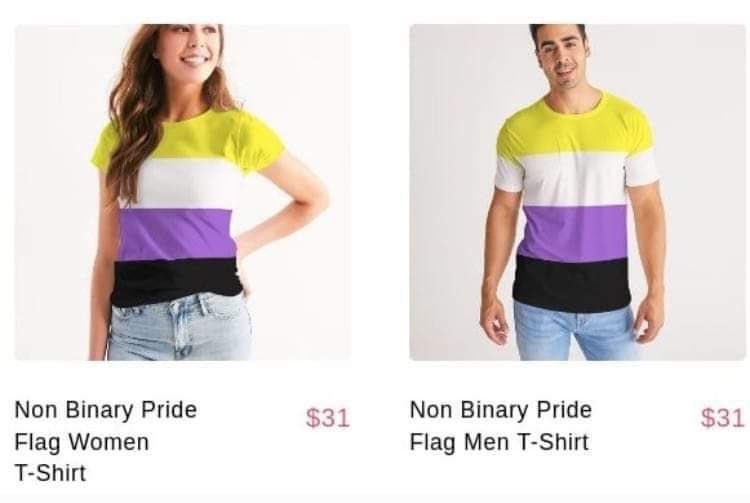 Non Binary Pride
Flag Women
T-Shirt
$31
Non Binary Pride
Flag Men T-Shirt
$31